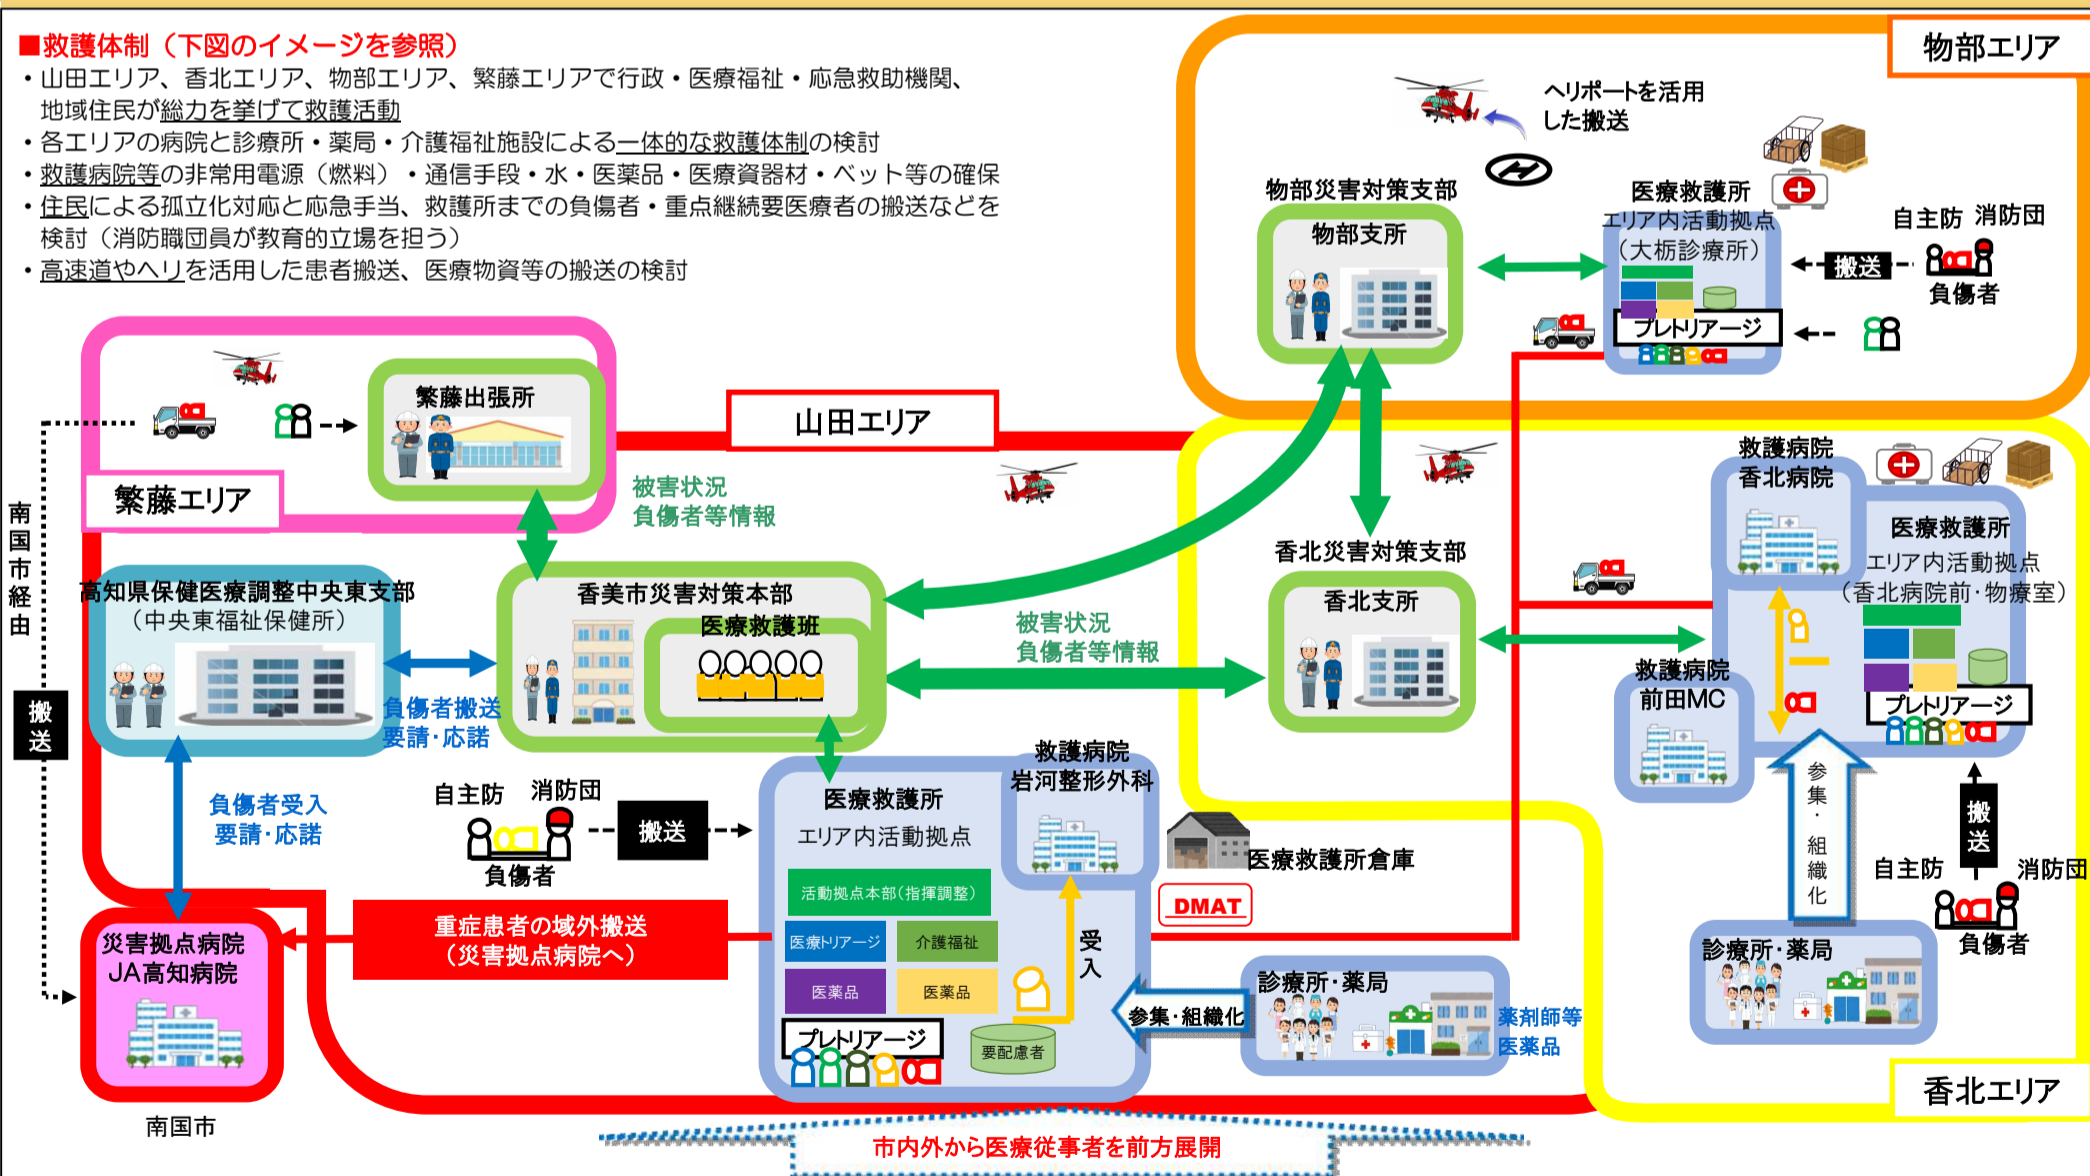 ■救護体制（下図のイメージを参照）
・山田エリア、香北エリア、物部エリア、繁藤エリアで行政・医療福祉・応急救助機関、
地域住民が総力を挙げて救護活動
・各エリアの病院と診療所・薬局・介護福祉施設による一体的な救護体制の検討
・救護病院等の非常用電源（燃料）・通信手段・水・医薬品・医療資器材・ベット等の確保
・住民による孤立化対応と応急手当、救護所までの負傷者・重点継続要医療者の搬送などを
検討（消防職団員が教育的立場を担う）
・高速道やヘリを活用した患者搬送、医療物資等の搬送の検討
物部エリア
ヘリポートを活用
した搬送
物部災害対策支部
物部支所
医療救護所
エリア内活動拠点
（大栃診療所）
プレトリアージ
自主防 消防団
搬送
負傷者
繁藤出張所
繁藤エリア
山田エリア
被害状況
負傷者等情報
南国市経由
搬送
高知県保健医療調整中央東支部
（中央東福祉保健所）
香美市災害対策本部
医療救護班
負傷者搬送
要請・応諾
被害状況
負傷者等情報
香北災害対策支部
香北支所
救護病院
香北病院
医療救護所
エリア内活動拠点
（香北病院前・物療室）
プレトリアージ
救護病院
前田MC
参集・組織化
搬送
自主防 消防団
負傷者
診療所・薬局
香北エリア
負傷者受入
要請・応諾
自主防 消防団
負傷者
搬送
医療救護所
エリア内活動拠点
救護病院
岩河整形外科
医療救護所倉庫
DMAT
活動拠点本部（指揮調整）
医療トリアージ
介護福祉
医薬品
医薬品
プレトリアージ
受入
要配慮者
参集・組織化
診療所・薬局
薬剤師等
医薬品
重症患者の域外搬送
（災害拠点病院へ）
災害拠点病院
JA高知病院
南国市
市内外から医療従事者を前方展開